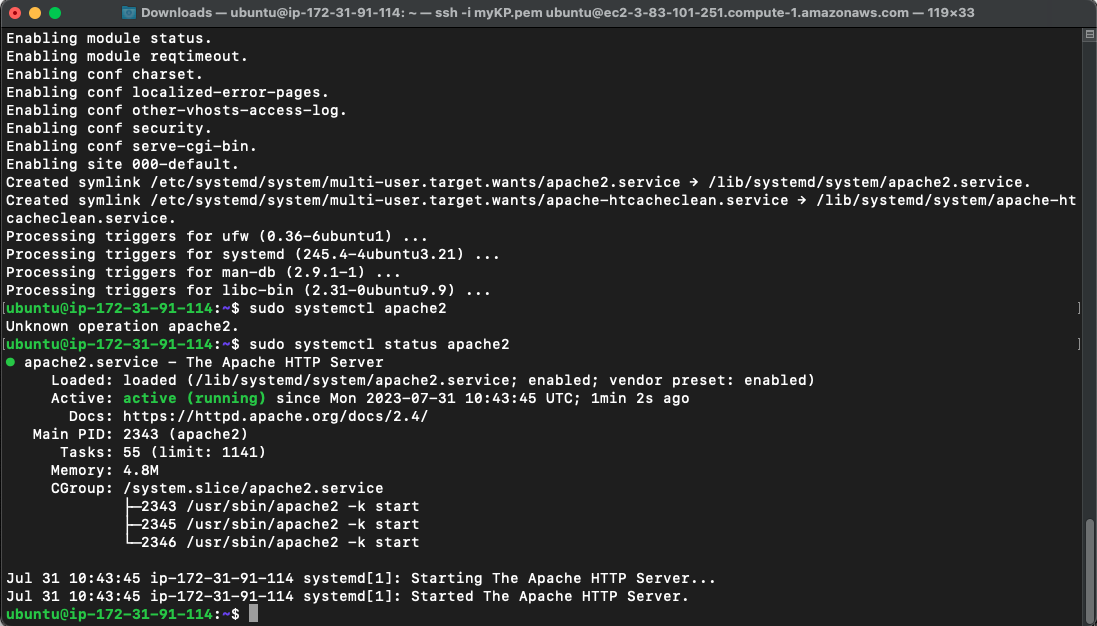 Downloads — ubuntu@ip-172-31-91-114: ~ — ssh -i myKP.pem ubuntu@ec2-3-83-101-251.compute-1.amazonaws.com — 119×33
Enabling module status.
Enabling module reqtimeout.
Enabling conf charset.
Enabling conf localized-error-pages.
Enabling conf other-vhosts-access-log.
Enabling conf security.
Enabling conf serve-cgi-bin.
Enabling site 000-default.
Created symlink /etc/systemd/system/multi-user.target.wants/apache2.service → /lib/systemd/system/apache2.service.
Created symlink /etc/systemd/system/multi-user.target.wants/apache-htcacheclean.service → /lib/systemd/system/apache-ht
cacheclean.service.
Processing triggers for ufw (0.36-6ubuntu1) ...
Processing triggers for systemd (245.4-4ubuntu3.21) ...
Processing triggers for man-db (2.9.1-1) ...
Processing triggers for libc-bin (2.31-0ubuntu9.9) ...
[ubuntu@ip-172-31-91-114:~$ sudo systemctl apache2 ]
Unknown operation apache2.
[ubuntu@ip-172-31-91-114:~$ sudo systemctl status apache2 ]
● apache2.service - The Apache HTTP Server
     Loaded: loaded (/lib/systemd/system/apache2.service; enabled; vendor preset: enabled)
     Active: active (running) since Mon 2023-07-31 10:43:45 UTC; 1min 2s ago
       Docs: https://httpd.apache.org/docs/2.4/
   Main PID: 2343 (apache2)
      Tasks: 55 (limit: 1141)
     Memory: 4.8M
     CGroup: /system.slice/apache2.service
             ├─2343 /usr/sbin/apache2 -k start
             ├─2345 /usr/sbin/apache2 -k start
             └─2346 /usr/sbin/apache2 -k start
Jul 31 10:43:45 ip-172-31-91-114 systemd[1]: Starting The Apache HTTP Server...
Jul 31 10:43:45 ip-172-31-91-114 systemd[1]: Started The Apache HTTP Server.
ubuntu@ip-172-31-91-114:~$